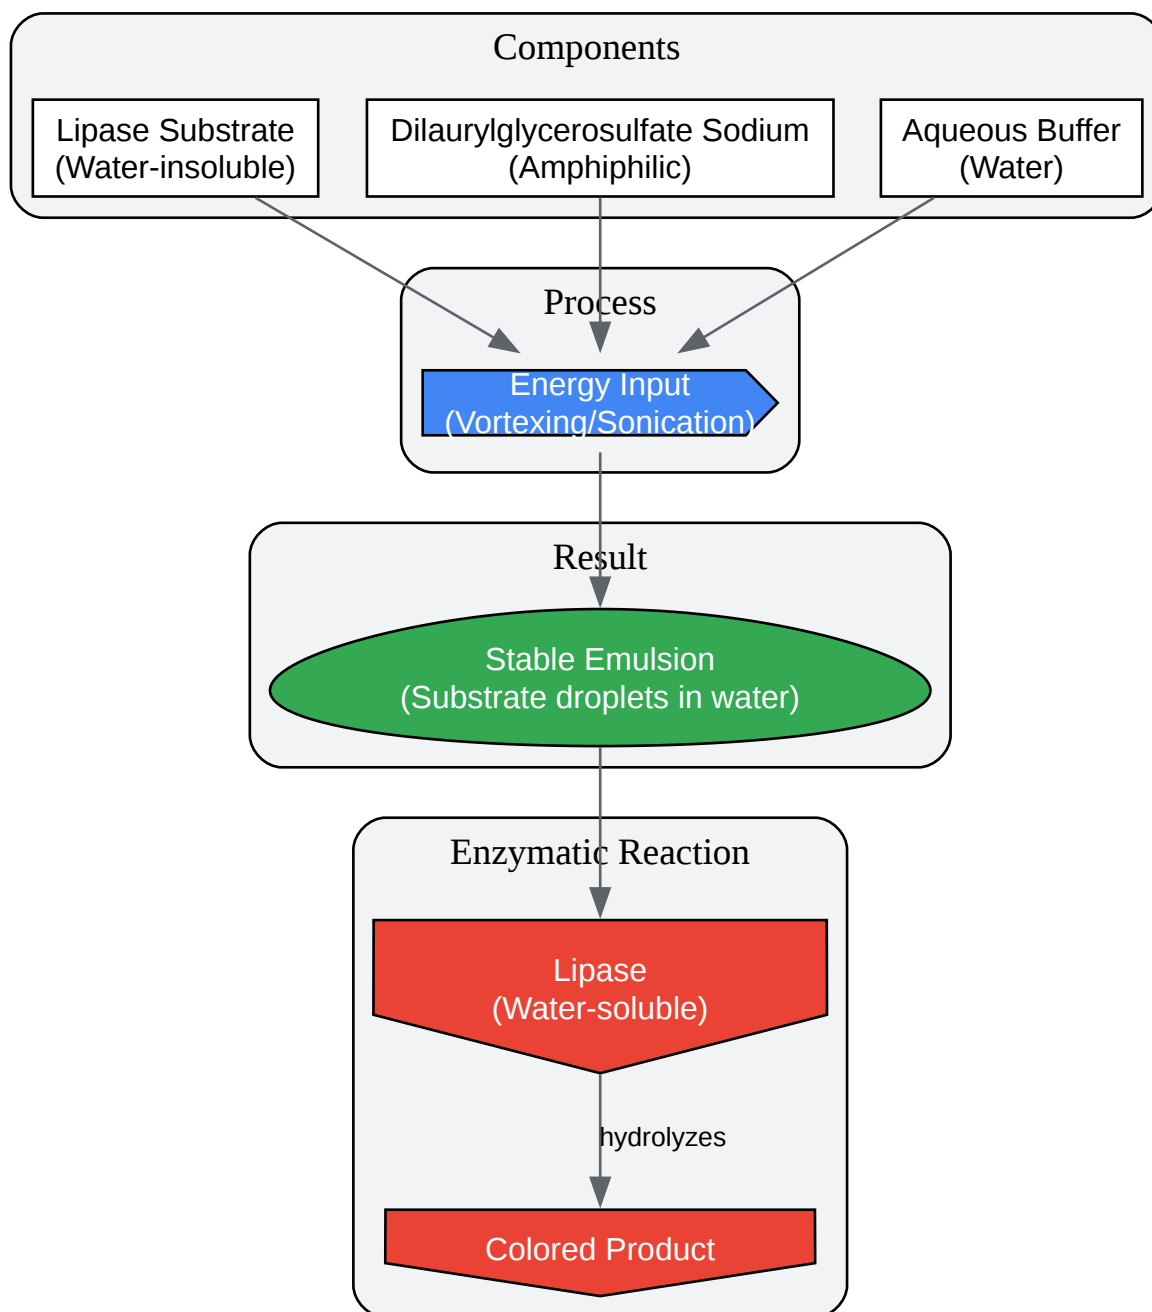 Components
Lipase Substrate
(Water-insoluble)
Dilaurylglycerosulfate Sodium
(Amphiphilic)
Aqueous Buffer
(Water)
Process
Energy Input
(Vortexing/Sonication)
Result
Stable Emulsion
(Substrate droplets in water)
Enzymatic Reaction
Lipase
(Water-soluble)
hydrolyzes
Colored Product